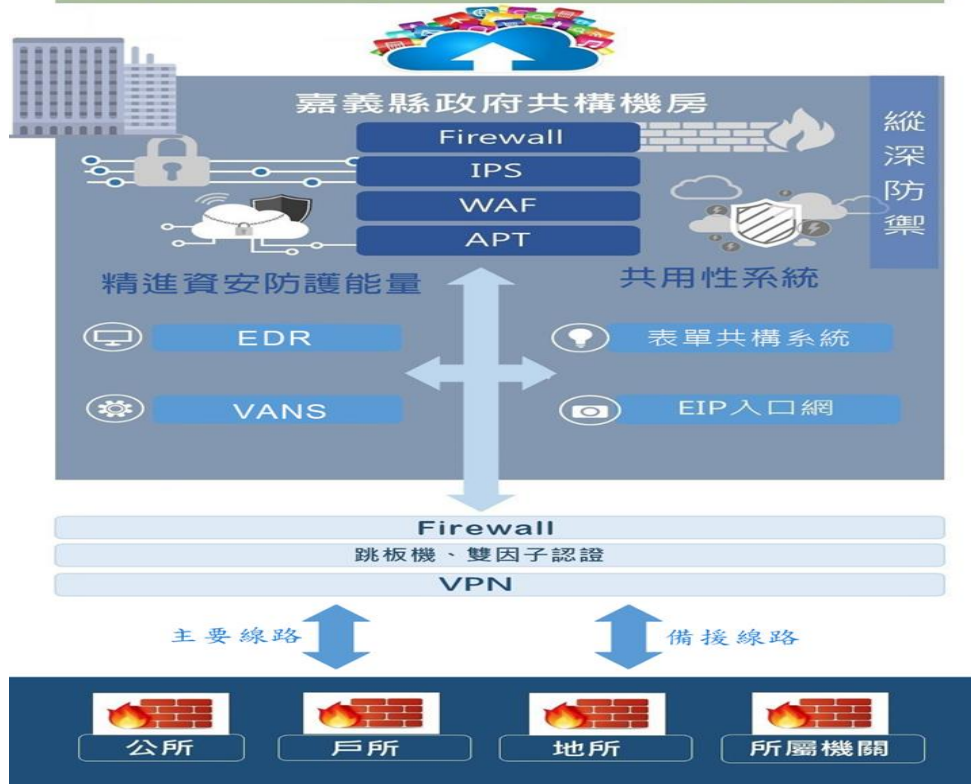 嘉義縣政府共構機房
縱深防禦
Firewall
IPS
WAF
APT
精進資安防護能量
共用性系統
EDR
表單共構系統
VANS
EIP入口網
Firewall
跳板機、雙因子認證
VPN
主要線路
備援線路
公所
戶所
地所
所屬機關